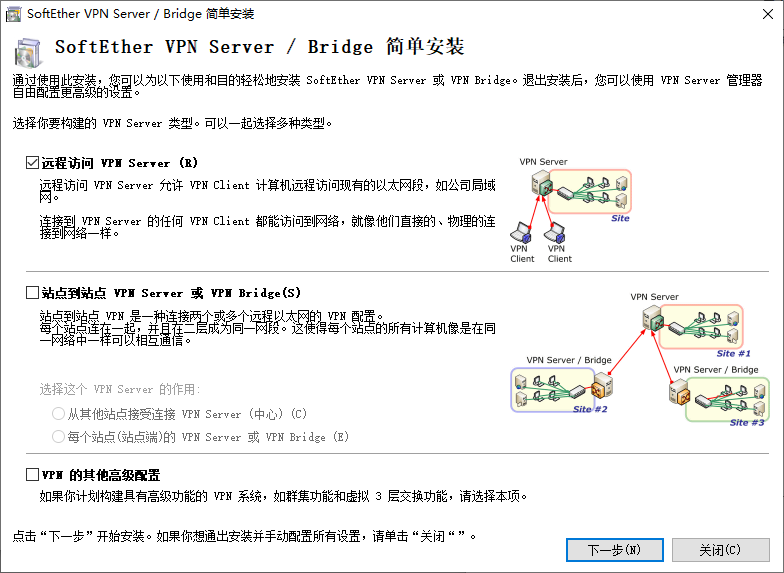 SoftEther VPN Server / Bridge 简单安装
SoftEther VPN Server / Bridge 简单安装
通过使用此安装，您可以为以下使用和目的轻松地安装 SoftEther VPN Server 或 VPN Bridge。退出安装后，您可以使用 VPN Server 管理器
自由配置更高级的设置。
选择你要构建的 VPN Server 类型。可以一起选择多种类型。
远程访问 VPN Server (R)
远程访问 VPN Server 允许 VPN Client 计算机远程访问现有的以太网段，如公司局域
网。
连接到 VPN Server 的任何 VPN Client 都能访问到网络，就像他们直接的、物理的连
接到网络一样。
VPN Server
Site
VPN
Client
VPN
Client
站点到站点 VPN Server 或 VPN Bridge(S)
站点到站点 VPN 是一种连接两个或多个远程以太网的 VPN 配置。
每个站点连在一起，并且在二层成为同一网段。这使得每个站点的所有计算机像是在同
一网络中一样可以相互通信。
选择这个 VPN Server 的作用:
从其他站点接受连接 VPN Server (中心) (C)
每个站点(站点端)的 VPN Server 或 VPN Bridge (E)
VPN Server
Site #1
VPN Server / Bridge
Site #2
VPN Server / Bridge
Site #3
VPN 的其他高级配置
如果你计划构建具有高级功能的 VPN 系统，如群集功能和虚拟 3 层交换功能，请选择本项。
点击“下一步”开始安装。如果你想通出安装并手动配置所有设置，请单击“关闭“ ”。
下一步(N)
关闭(C)